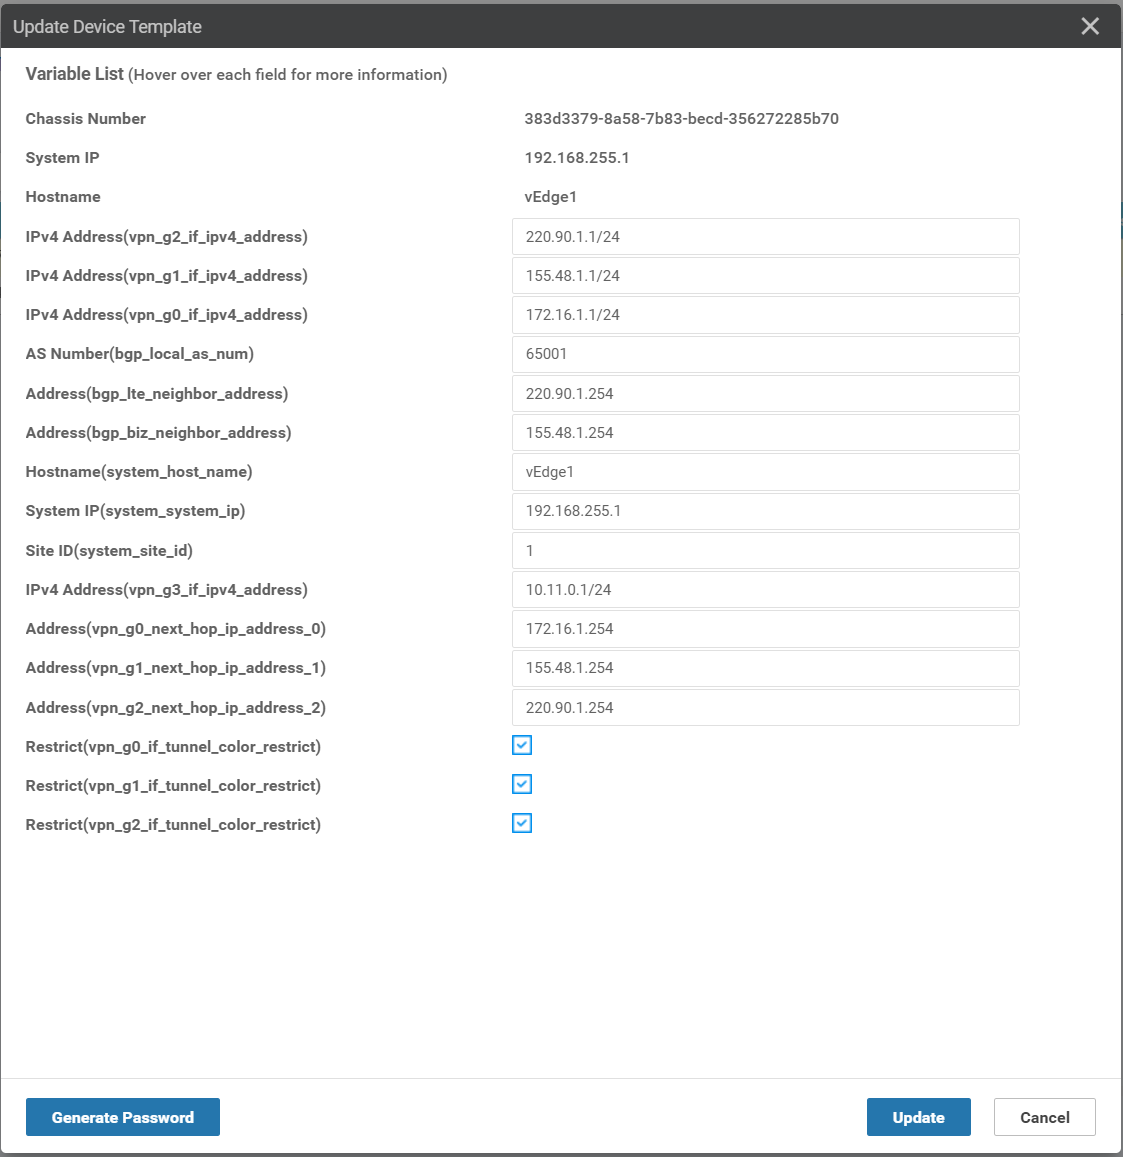 Update Device Template
Variable List (Hover over each field for more information)
Chassis Number 383d3379-8a58-7b83-becd-356272285b70
System IP 192.168.255.1
Hostname vEdge1
IPv4 Address(vpn_g2_if_ipv4_address) 220.90.1.1/24
IPv4 Address(vpn_g1_if_ipv4_address) 155.48.1.1/24
IPv4 Address(vpn_g0_if_ipv4_address) 172.16.1.1/24
AS Number(bgp_local_as_num) 65001
Address(bgp_lte_neighbor_address) 220.90.1.254
Address(bgp_biz_neighbor_address) 155.48.1.254
Hostname(system_host_name) vEdge1
System IP(system_system_ip) 192.168.255.1
Site ID(system_site_id) 1
IPv4 Address(vpn_g3_if_ipv4_address) 10.11.0.1/24
Address(vpn_g0_next_hop_ip_address_0) 172.16.1.254
Address(vpn_g1_next_hop_ip_address_1) 155.48.1.254
Address(vpn_g2_next_hop_ip_address_2) 220.90.1.254
Restrict(vpn_g0_if_tunnel_color_restrict)
Restrict(vpn_g1_if_tunnel_color_restrict)
Restrict(vpn_g2_if_tunnel_color_restrict)
Generate Password Update Cancel